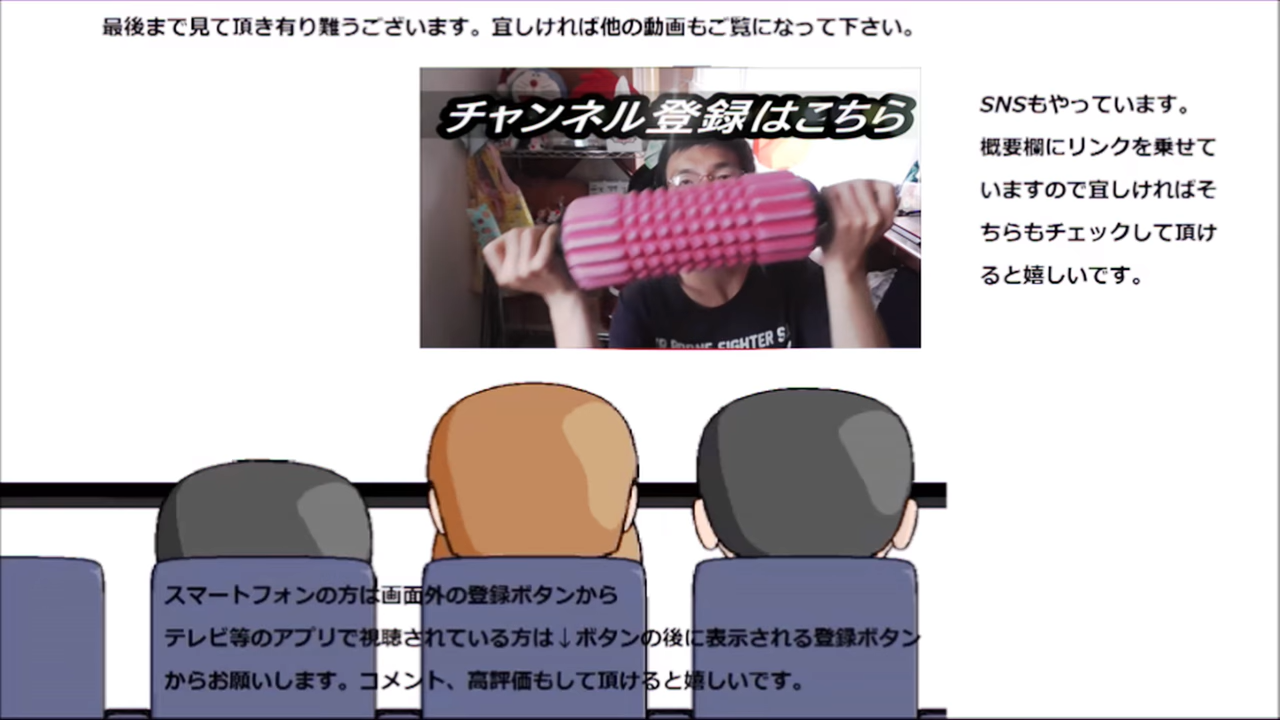 最後まで見て頂き有り難うございます。宜しければ他の動画もご覧になって下さい。
チャンネル登録はこちら
SNSもやっています。
概要欄にリンクを乗せて
いますので宜しければそ
ちらもチェックして頂け
ると嬉しいです。
FIGHTER
スマートフォンの方は画面外の登録ボタンから
テレビ等のアプリで視聴されている方は↓ボタンの後に表示される登録ボタン
からお願いします。コメント、高評価もして頂けると嬉しいです。